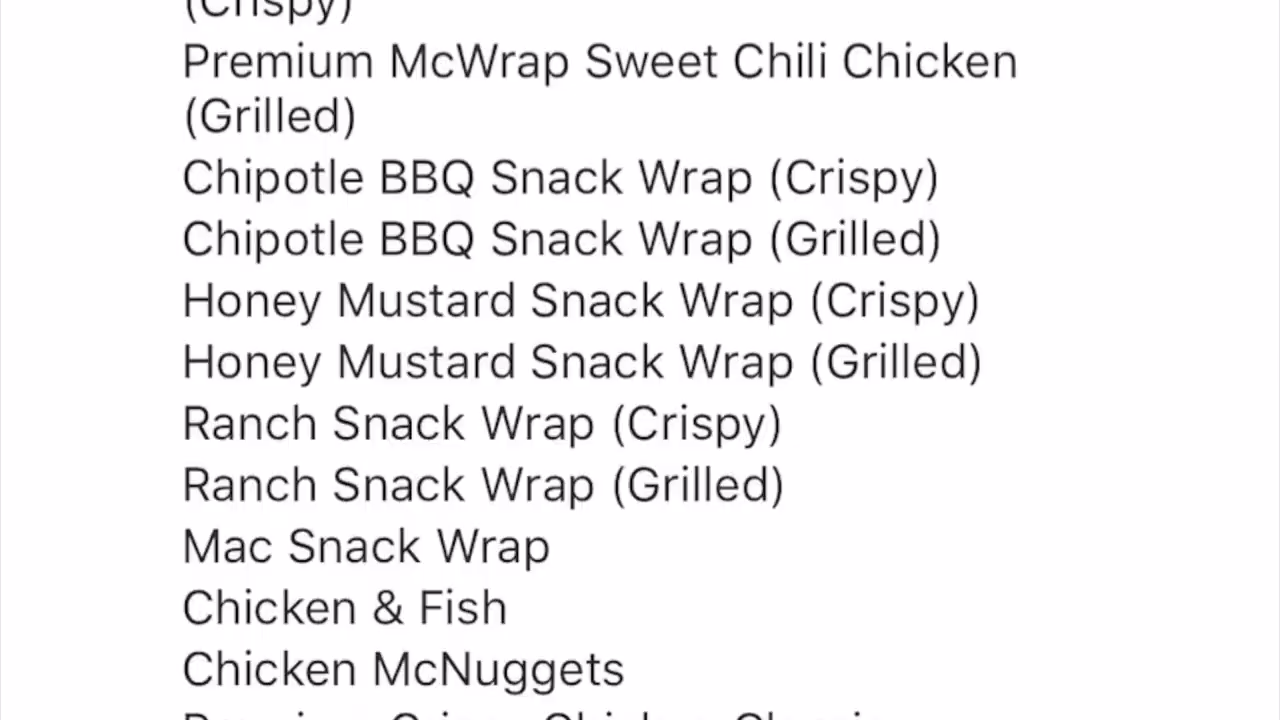 (Crispy)
Premium McWrap Sweet Chili Chicken
(Grilled)
Chipotle BBQ Snack Wrap (Crispy)
Chipotle BBQ Snack Wrap (Grilled)
Honey Mustard Snack Wrap (Crispy)
Honey Mustard Snack Wrap (Grilled)
Ranch Snack Wrap (Crispy)
Ranch Snack Wrap (Grilled)
Mac Snack Wrap
Chicken & Fish
Chicken McNuggets